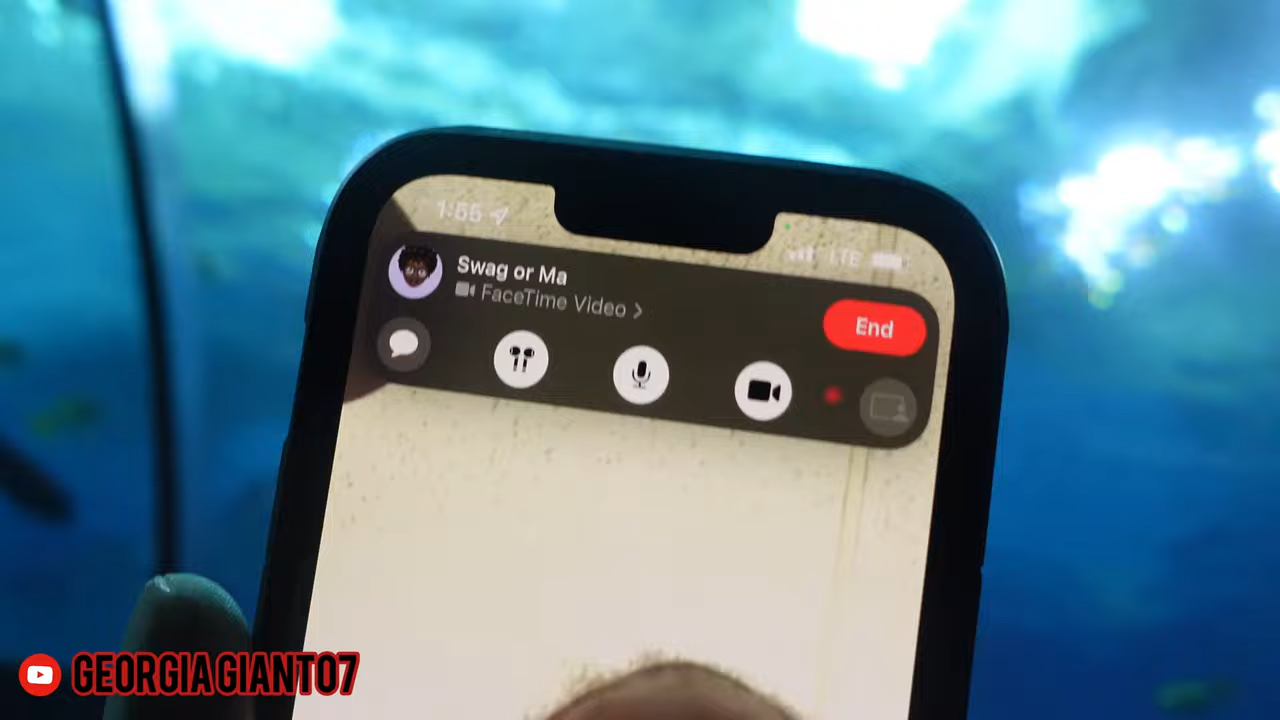 1:55
LTE
Swag or Ma
FaceTime Video >
End
GEORGIAGIANT07